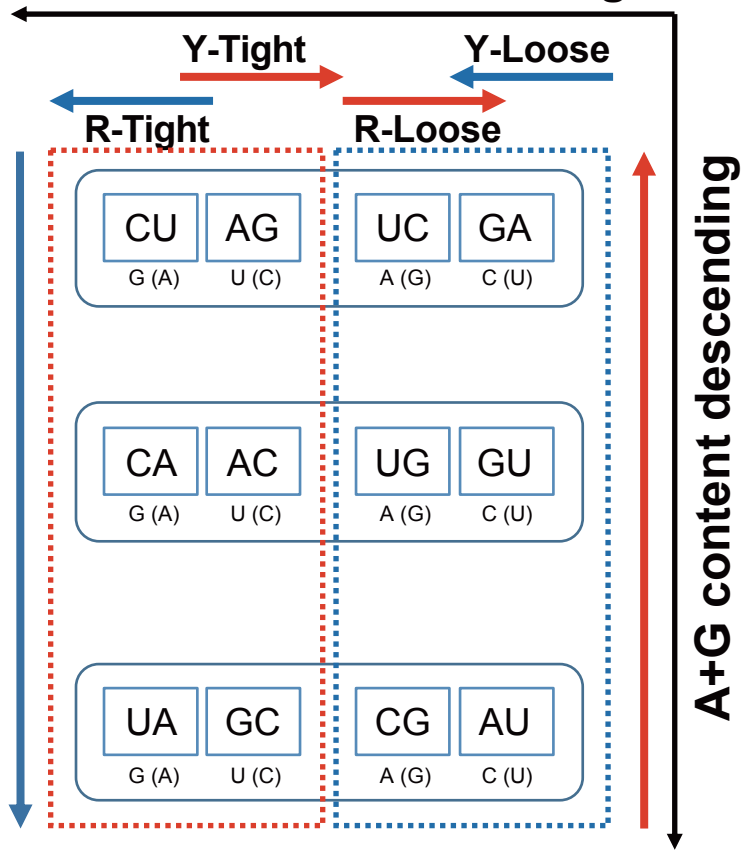 Y-Tight Y-Loose
R-Tight R-Loose
CU AG UC GA
G (A) U (C) A (G) C (U)
CA AC UG GU
G (A) U (C) A (G) C (U)
UA GC CG AU
G (A) U (C) A (G) C (U)
A+G content descending